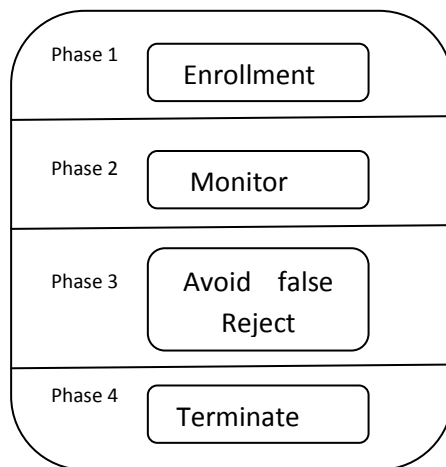 Phase 1
Enrollment
Phase 2
Monitor
Phase 3
Avoid false
Reject
Phase 4
Terminate